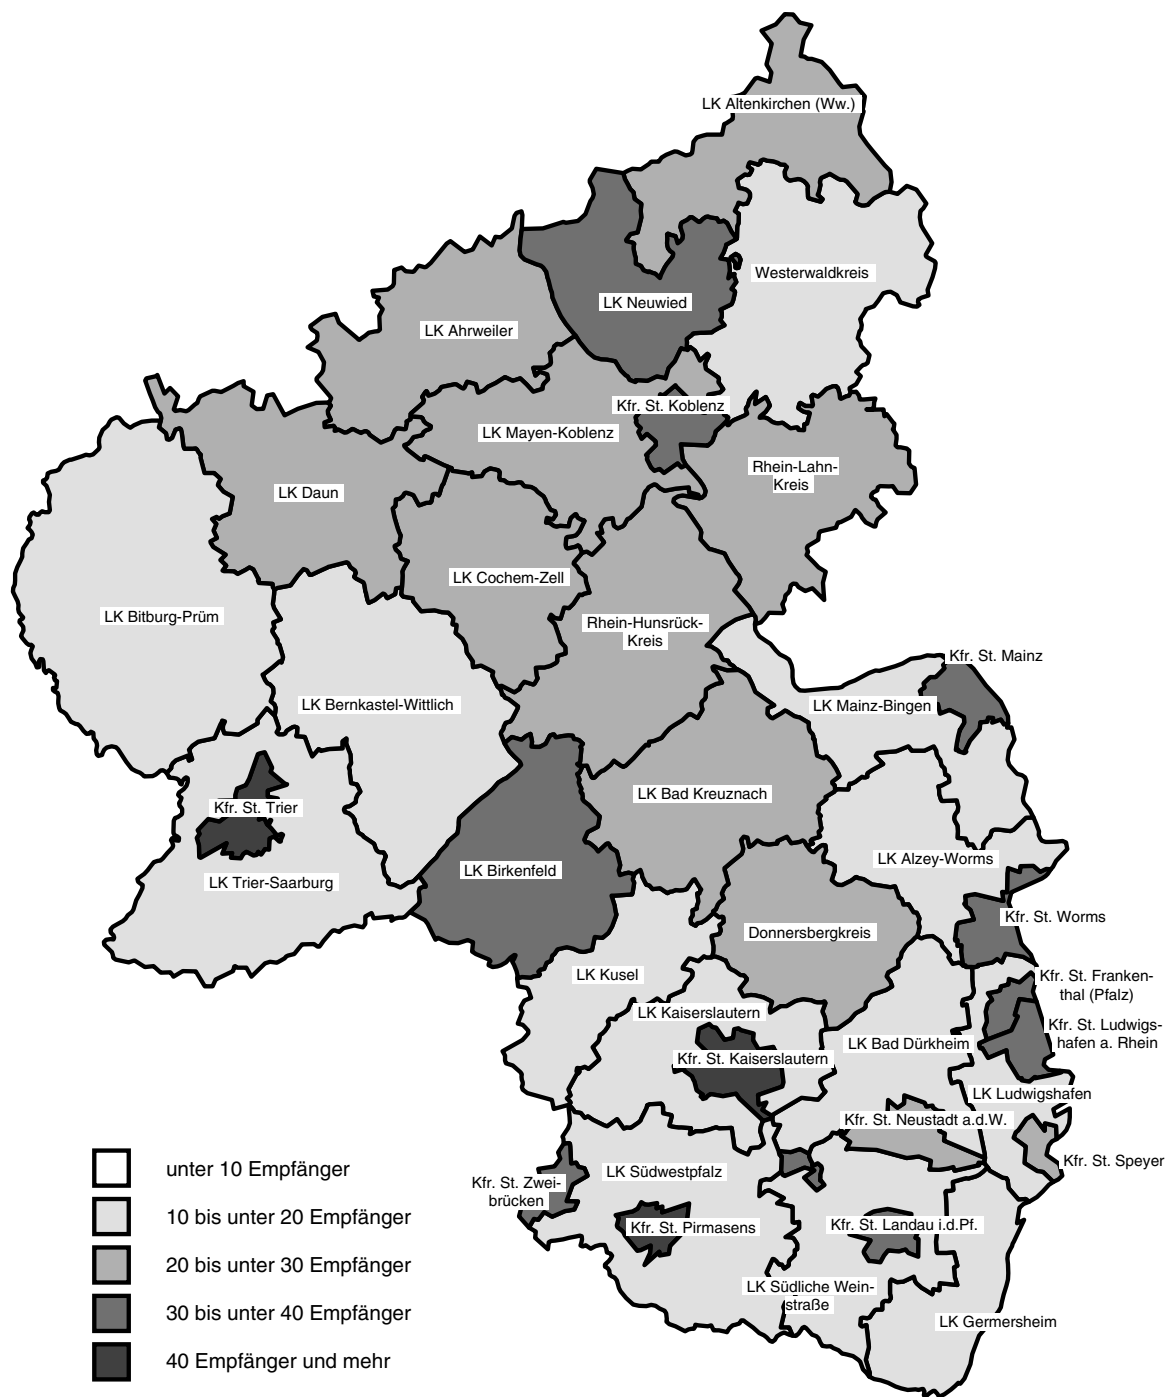 LK Altenkirchen (Ww.)
Westerwaldkreis
LK Neuwied
LK Ahrweiler
Kfr. St. Koblenz
LK Mayen-Koblenz
Rhein-Lahn-
Kreis
LK Daun
LK Cochem-Zell
LK Bitburg-Prüm
Rhein-Hunsrück-
Kreis
Kfr. St. Mainz
LK Bernkastel-Wittlich
LK Mainz-Bingen
LK Bad Kreuznach
Kfr. St. Trier
LK Alzey-Worms
LK Birkenfeld
LK Trier-Saarburg
Kfr. St. Worms
Donnersbergkreis
LK Kusel
Kfr. St. Franken-
thal (Pfalz)
LK Kaiserslautern
Kfr. St. Ludwigs-
hafen a. Rhein
LK Bad Dürkheim
Kfr. St. Kaiserslautern
LK Ludwigshafen
Kfr. St. Neustadt a.d.W.
Kfr. St. Speyer
LK Südwestpfalz
Kfr. St. Zwei-
brücken
Kfr. St. Pirmasens
Kfr. St. Landau i.d.Pf.
LK Südliche Wein-
straße
LK Germersheim
unter 10 Empfänger
10 bis unter 20 Empfänger
20 bis unter 30 Empfänger
30 bis unter 40 Empfänger
40 Empfänger und mehr